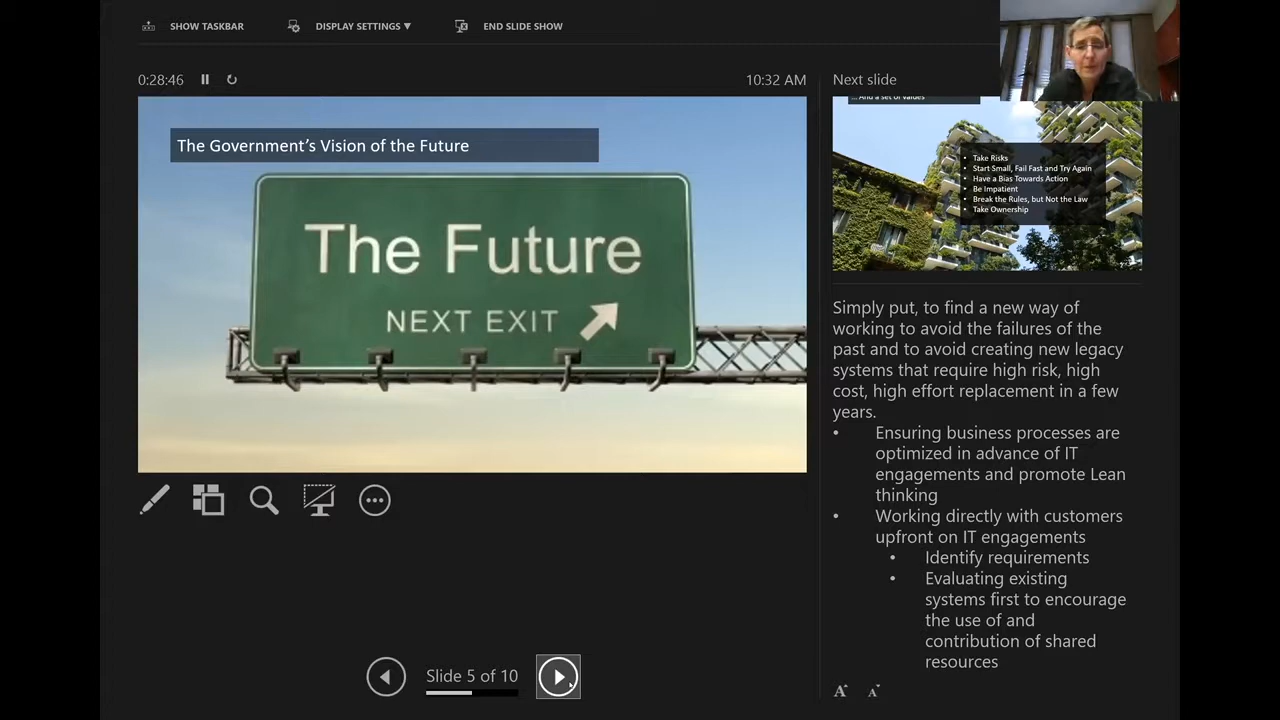 SHOW TASKBAR
DISPLAY SETTINGS ▼
END SLIDE SHOW
0:28:46
10:32 AM
Next slide
The Government's Vision of the Future
The Future
NEXT EXIT
... And a set of values
• Take Risks
• Start Small, Fail Fast and Try Again
• Have a Bias Towards Action
• Be Impatient
• Break the Rules, but Not the Law
• Take Ownership
Simply put, to find a new way of
working to avoid the failures of the
past and to avoid creating new legacy
systems that require high risk, high
cost, high effort replacement in a few
years.
• Ensuring business processes are
optimized in advance of IT
engagements and promote Lean
thinking
• Working directly with customers
upfront on IT engagements
• Identify requirements
• Evaluating existing
systems first to encourage
the use of and
contribution of shared
resources
Slide 5 of 10
A A